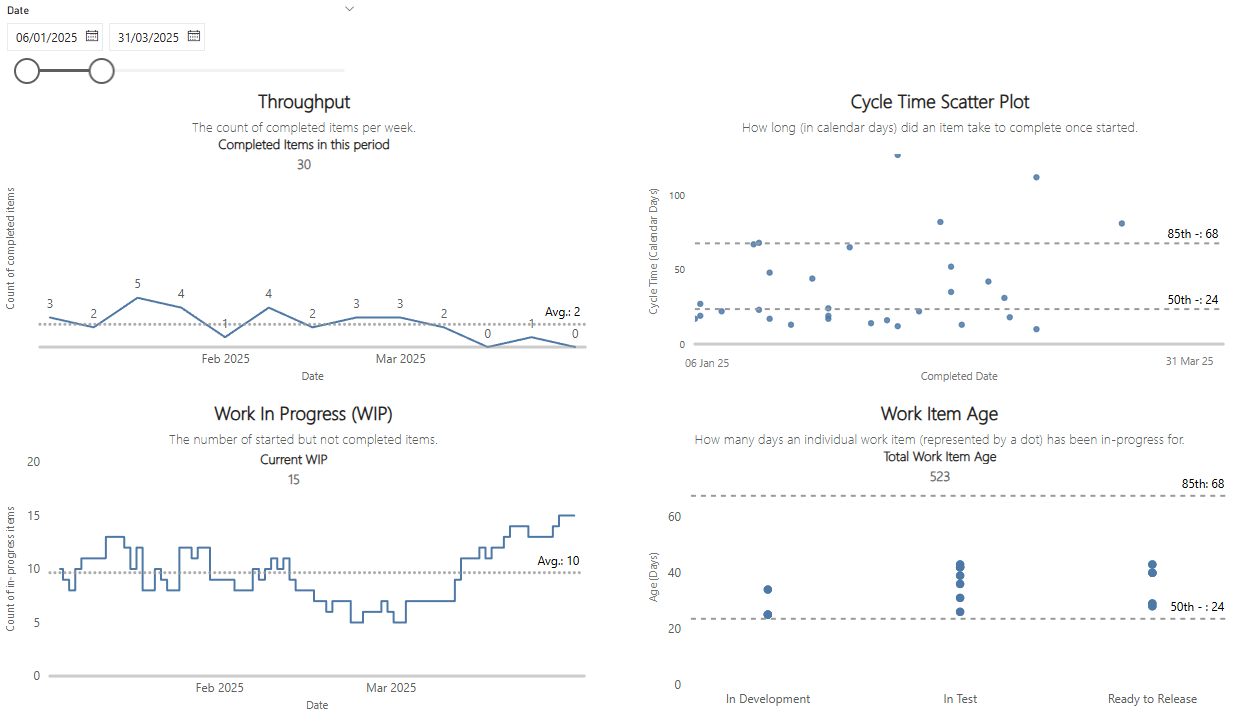 Date
06/01/2025 31/03/2025
Throughput
The count of completed items per week.
Completed Items in this period
30
Count of completed items
3 2 5 4 1 4 2 3 3 2 0 1 0
Avg.: 2
Feb 2025 Mar 2025
Date
Cycle Time Scatter Plot
How long (in calendar days) did an item take to complete once started.
Cycle Time (Calendar Days)
100
50
0
85th -: 68
50th -: 24
06 Jan 25 31 Mar 25
Completed Date
Work In Progress (WIP)
The number of started but not completed items.
Current WIP
15
Count of in-progress items
20
15
10
5
0
Avg.: 10
Feb 2025 Mar 2025
Date
Work Item Age
How many days an individual work item (represented by a dot) has been in-progress for.
Total Work Item Age
523
Age (Days)
60
40
20
0
85th: 68
50th - : 24
In Development In Test Ready to Release